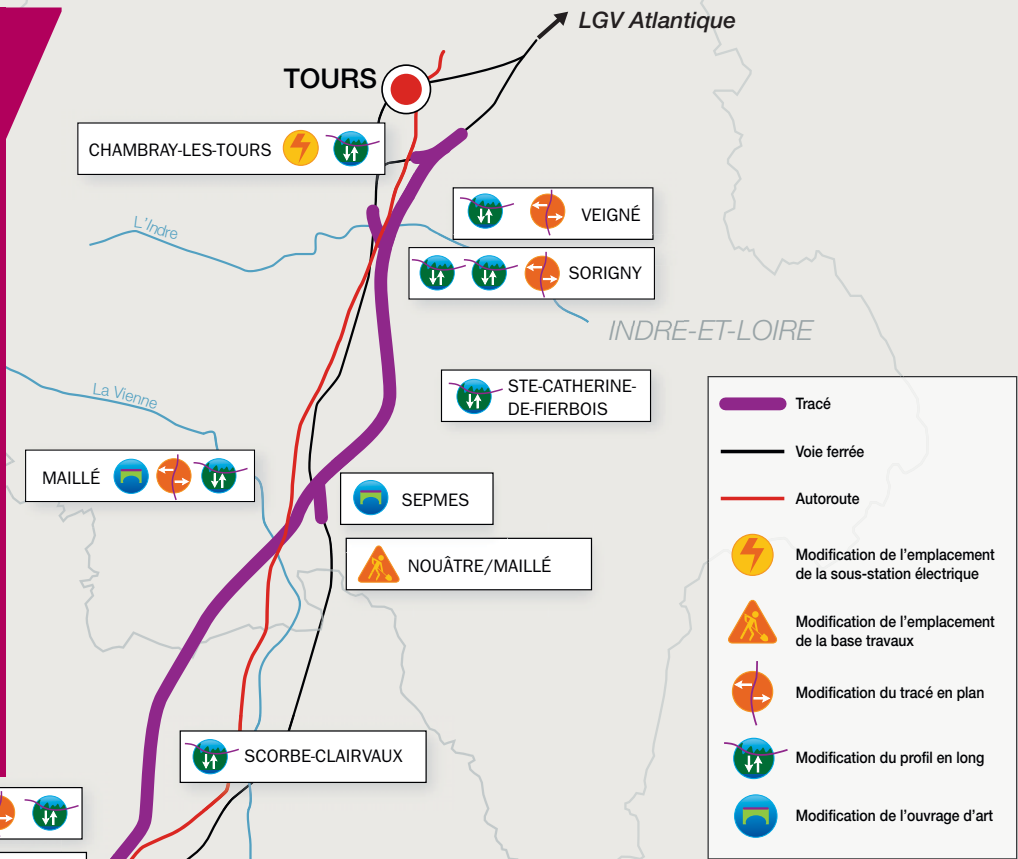 LGV Atlantique
TOURS
CHAMBRAY-LES-TOURS
VEIGNÉ
L'Indre
SORIGNY
INDRE-ET-LOIRE
STE-CATHERINE-
DE-FIERBOIS
La Vienne
MAILLÉ
SEPMES
NOUÂTRE/MAILLÉ
SCORBE-CLAIRVAUX
Tracé
Voie ferrée
Autoroute
Modification de l'emplacement
de la sous-station électrique
Modification de l'emplacement
de la base travaux
Modification du tracé en plan
Modification du profil en long
Modification de l'ouvrage d'art